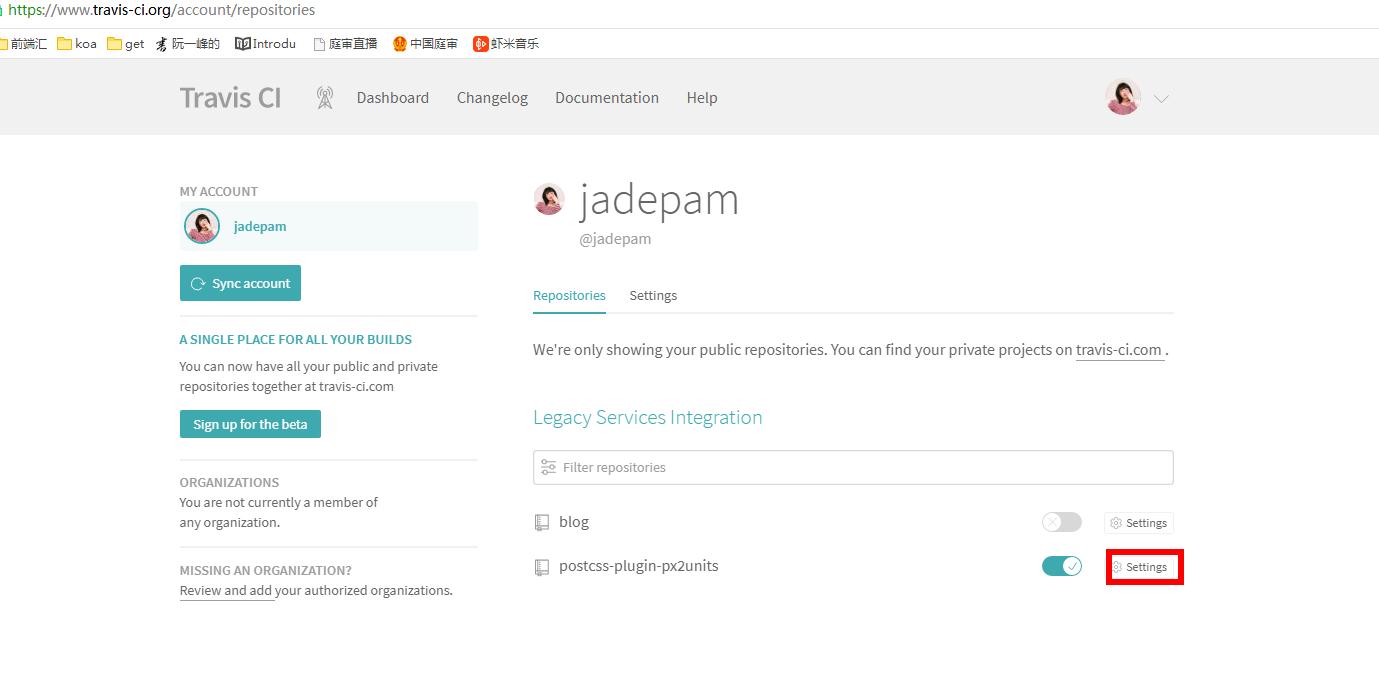 https://www.travis-ci.org/account/repositories
前端汇 koa get 阮一峰的 Introdu 庭审直播 中国庭审 虾米音乐
Travis CI Dashboard Changelog Documentation Help
MY ACCOUNT
jadepam
Sync account
A SINGLE PLACE FOR ALL YOUR BUILDS
You can now have all your public and private
repositories together at travis-ci.com
Sign up for the beta
ORGANIZATIONS
You are not currently a member of
any organization.
MISSING AN ORGANIZATION?
Review and add your authorized organizations.
jadepam
@jadepam
Repositories Settings
We're only showing your public repositories. You can find your private projects on travis-ci.com .
Legacy Services Integration
Filter repositories
blog Settings
postcss-plugin-px2units Settings